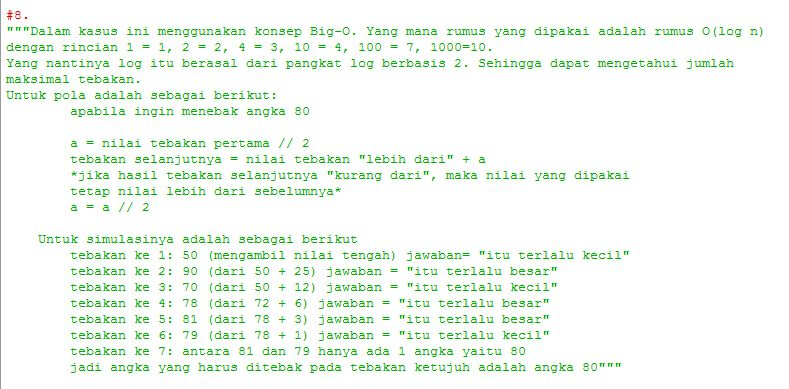 #8.
"""Dalam kasus ini menggunakan konsep Big-O. Yang mana rumus yang dipakai adalah rumus O(log n)
dengan rincian 1 = 1, 2 = 2, 4 = 3, 10 = 4, 100 = 7, 1000=10.
Yang nantinya log itu berasal dari pangkat log berbasis 2. Sehingga dapat mengetahui jumlah
maksimal tebakan.
Untuk pola adalah sebagai berikut:
apabila ingin menebak angka 80
a = nilai tebakan pertama // 2
tebakan selanjutnya = nilai tebakan "lebih dari" + a
*jika hasil tebakan selanjutnya "kurang dari", maka nilai yang dipakai
tetap nilai lebih dari sebelumnya*
a = a // 2
Untuk simulasinya adalah sebagai berikut
tebakan ke 1: 50 (mengambil nilai tengah) jawaban= "itu terlalu kecil"
tebakan ke 2: 90 (dari 50 + 25) jawaban = "itu terlalu besar"
tebakan ke 3: 70 (dari 50 + 12) jawaban = "itu terlalu kecil"
tebakan ke 4: 78 (dari 72 + 6) jawaban = "itu terlalu besar"
tebakan ke 5: 81 (dari 78 + 3) jawaban = "itu terlalu besar"
tebakan ke 6: 79 (dari 78 + 1) jawaban = "itu terlalu kecil"
tebakan ke 7: antara 81 dan 79 hanya ada 1 angka yaitu 80
jadi angka yang harus ditebak pada tebakan ketujuh adalah angka 80"""